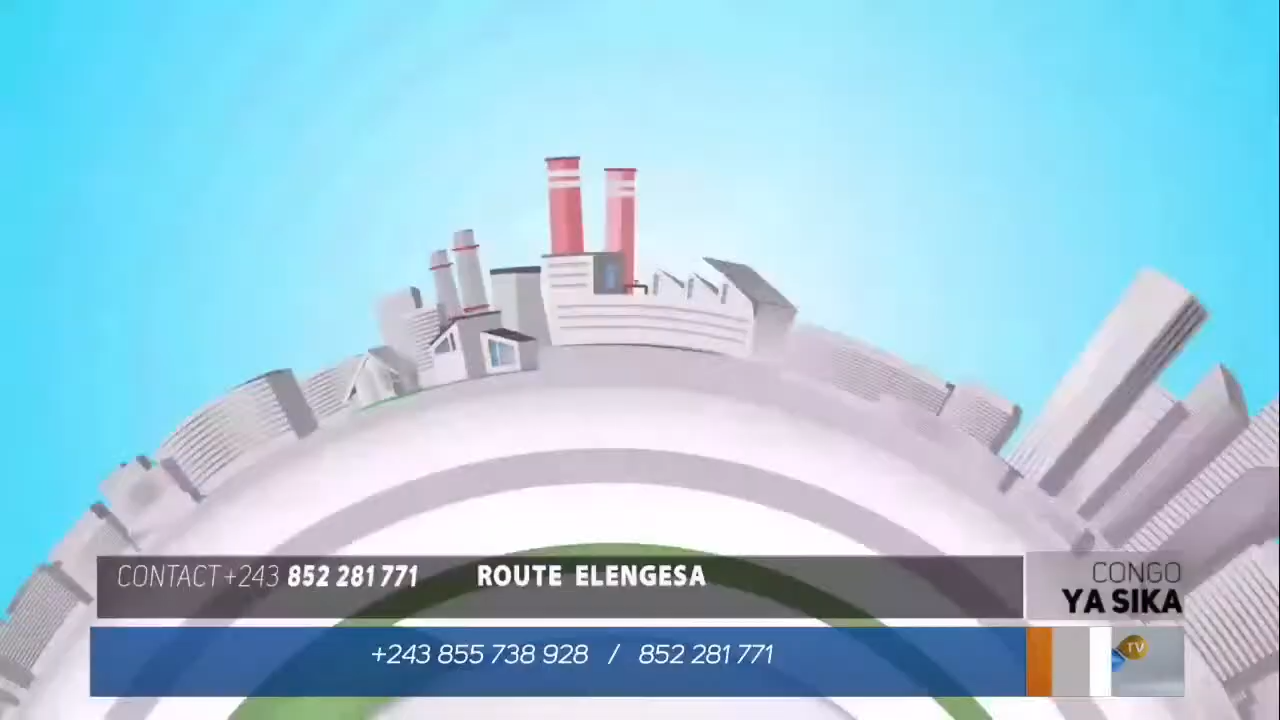 CONTACT +243 852 281 771 ROUTE ELENGESA
CONGO
YA SIKA
+243 855 738 928 / 852 281 771
TV